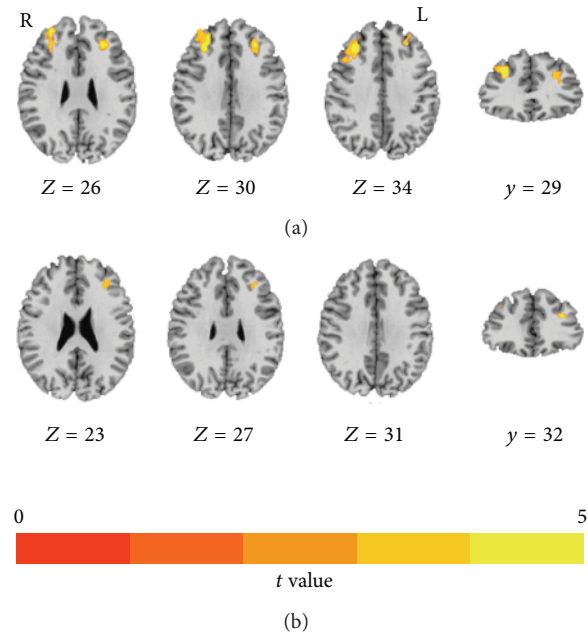 R
L
Z = 26
Z = 30
Z = 34
y = 29
(a)
Z = 23
Z = 27
Z = 31
y = 32
0
5
t value
(b)